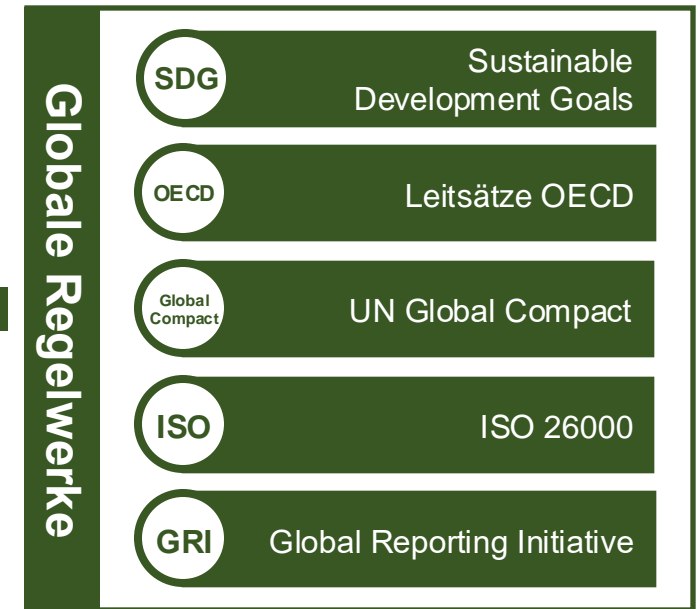 Globale Regelwerke
SDG
Sustainable
Development Goals
OECD
Leitsätze OECD
Global
Compact
UN Global Compact
ISO
ISO 26000
GRI
Global Reporting Initiative